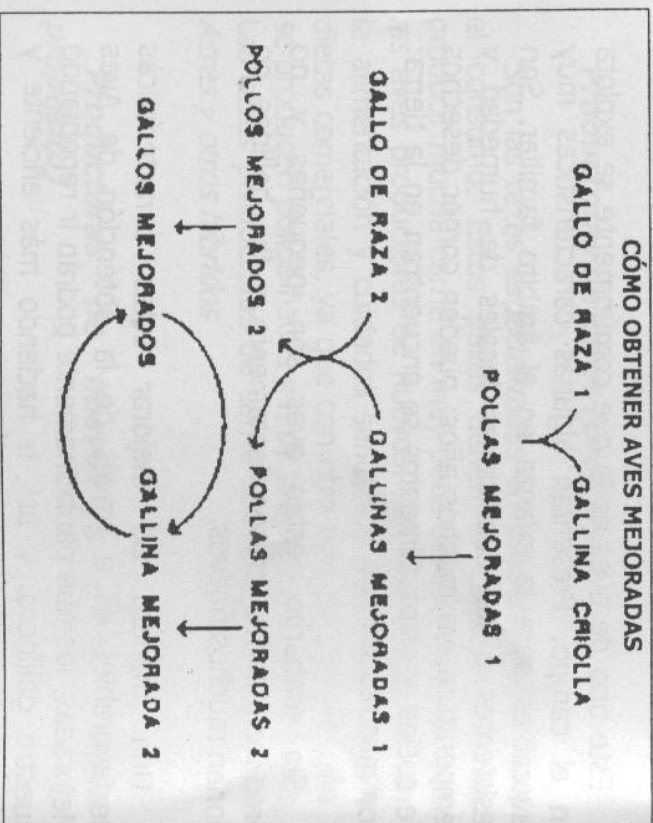 CÓMO OBTENER AVES MEJORADAS
GALLO DE RAZA 1 GALLINA CRIOLLA
POLLAS MEJORADAS 1
GALLO DE RAZA 2 GALLINAS MEJORADAS 1
POLLOS MEJORADOS 2 POLLAS MEJORADAS 2
GALLOS MEJORADOS GALLINA MEJORADA 2